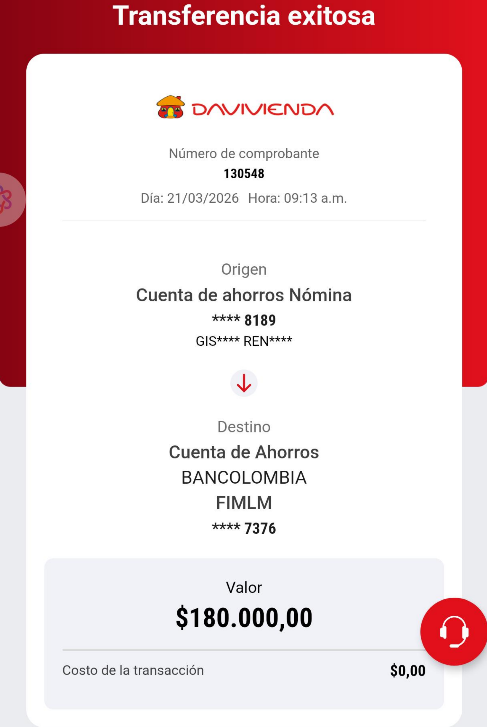 Transferencia exitosa
DAVIVIENDA
Número de comprobante
130548
Día: 21/03/2026 Hora: 09:13 a.m.
Origen
Cuenta de ahorros Nómina
**** 8189
GIS**** REN****
Destino
Cuenta de Ahorros
BANCOLOMBIA
FIMLM
**** 7376
Valor
$180.000,00
Costo de la transacción $0,00